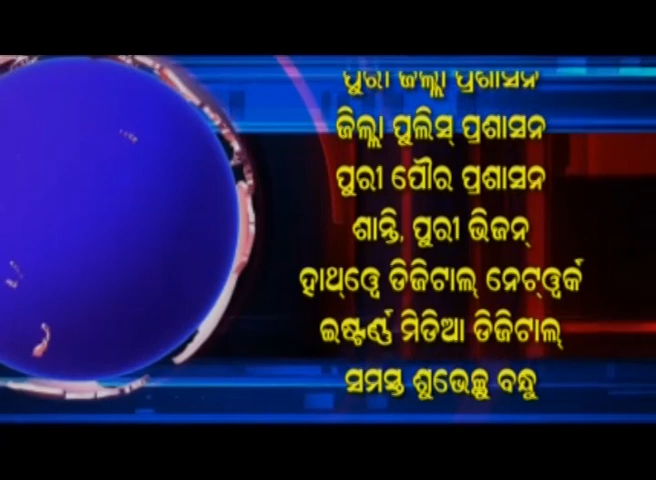 ପୁରୀ ଜିଲ୍ଲା ପ୍ରଶାସନ
ଜିଲ୍ଲା ପୁଲିସ୍ ପ୍ରଶାସନ
ପୁରୀ ପୌର ପ୍ରଶାସନ
ଶାନ୍ତି, ପୁରୀ ଭିଜନ୍
ହାଥ୍‌ୱେ ଡିଜିଟାଲ୍ ନେଟ୍‌ୱର୍କ
ଇଷ୍ଟର୍ଣ୍ଣ ମିଡିଆ ଡିଜିଟାଲ୍
ସମସ୍ତ ଶୁଭେଚ୍ଛୁ ବନ୍ଧୁ